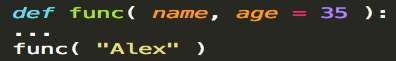 def func( name, age = 35 ):
...
func( "Alex" )